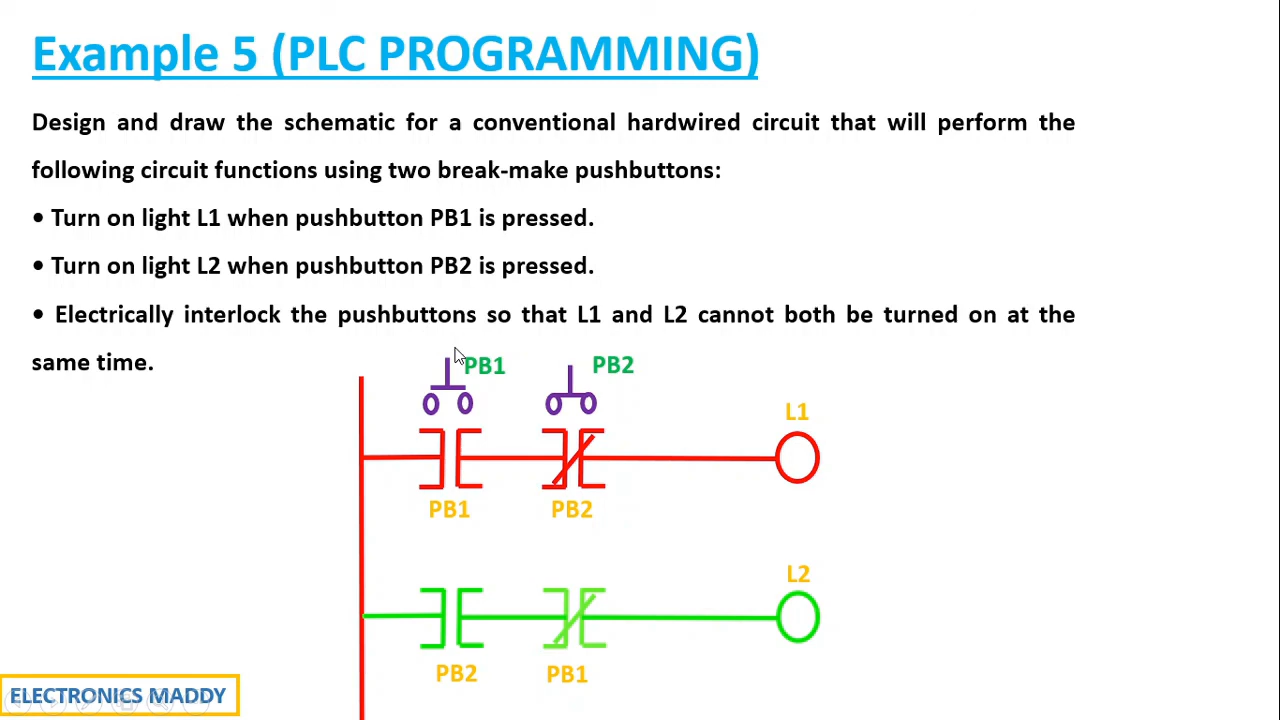 Example 5 (PLC PROGRAMMING)
Design and draw the schematic for a conventional hardwired circuit that will perform the
following circuit functions using two break-make pushbuttons:
• Turn on light L1 when pushbutton PB1 is pressed.
• Turn on light L2 when pushbutton PB2 is pressed.
• Electrically interlock the pushbuttons so that L1 and L2 cannot both be turned on at the
same time.
PB1 PB2
L1
PB1 PB2
L2
PB2 PB1
ELECTRONICS MADDY